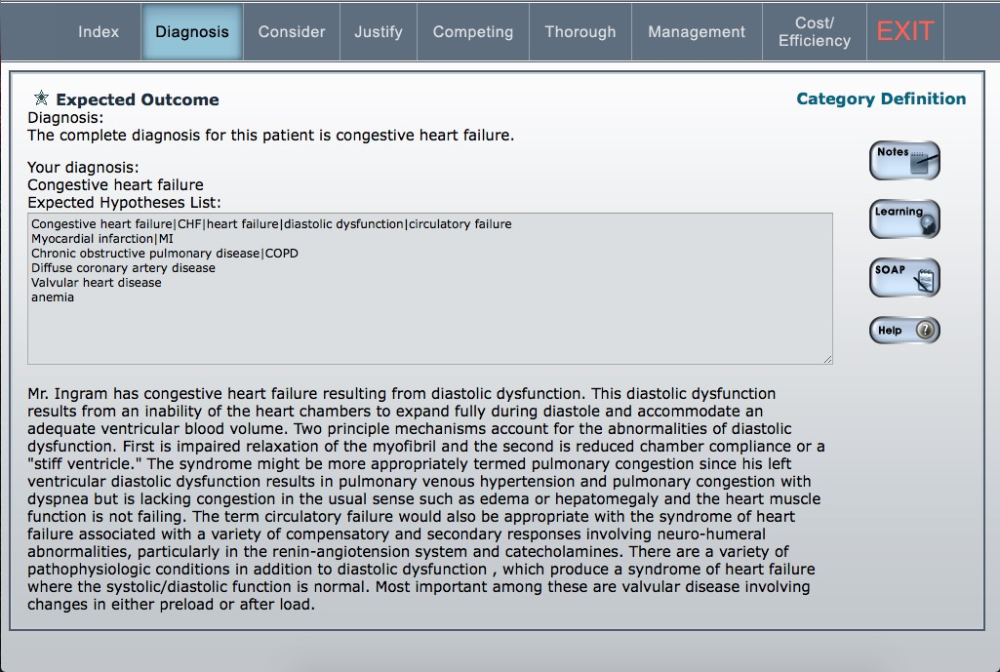 Index Diagnosis Consider Justify Competing Thorough Management Cost/ Efficiency EXIT
Expected Outcome
Category Definition
Diagnosis:
The complete diagnosis for this patient is congestive heart failure.
Your diagnosis:
Congestive heart failure
Expected Hypotheses List:
Congestive heart failure|CHF|heart failure|diastolic dysfunction|circulatory failure
Myocardial infarction|MI
Chronic obstructive pulmonary disease|COPD
Diffuse coronary artery disease
Valvular heart disease
anemia
Notes
Learning
SOAP
Help ?
Mr. Ingram has congestive heart failure resulting from diastolic dysfunction. This diastolic dysfunction
results from an inability of the heart chambers to expand fully during diastole and accommodate an
adequate ventricular blood volume. Two principle mechanisms account for the abnormalities of diastolic
dysfunction. First is impaired relaxation of the myofibril and the second is reduced chamber compliance or a
"stiff ventricle." The syndrome might be more appropriately termed pulmonary congestion since his left
ventricular diastolic dysfunction results in pulmonary venous hypertension and pulmonary congestion with
dyspnea but is lacking congestion in the usual sense such as edema or hepatomegaly and the heart muscle
function is not failing. The term circulatory failure would also be appropriate with the syndrome of heart
failure associated with a variety of compensatory and secondary responses involving neuro-humeral
abnormalities, particularly in the renin-angiotension system and catecholamines. There are a variety of
pathophysiologic conditions in addition to diastolic dysfunction , which produce a syndrome of heart failure
where the systolic/diastolic function is normal. Most important among these are valvular disease involving
changes in either preload or after load.